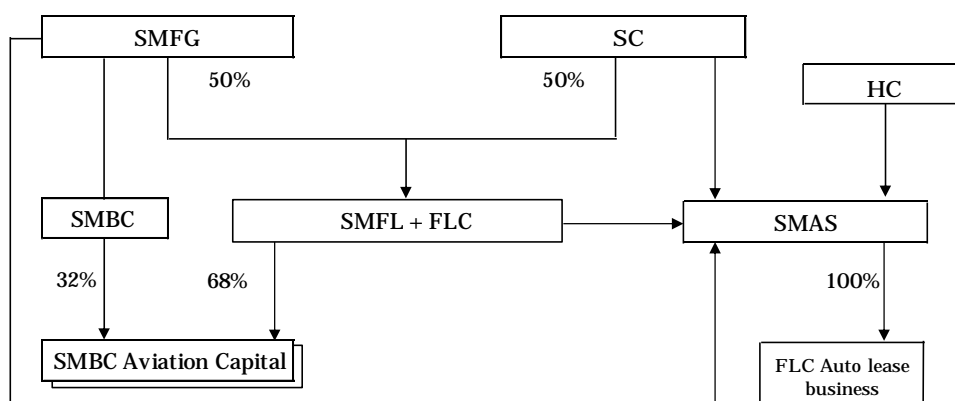 SMFG
SC
50%
50%
HC
SMBC
SMFL + FLC
SMAS
32%
68%
100%
SMBC Aviation Capital
FLC Auto lease
business